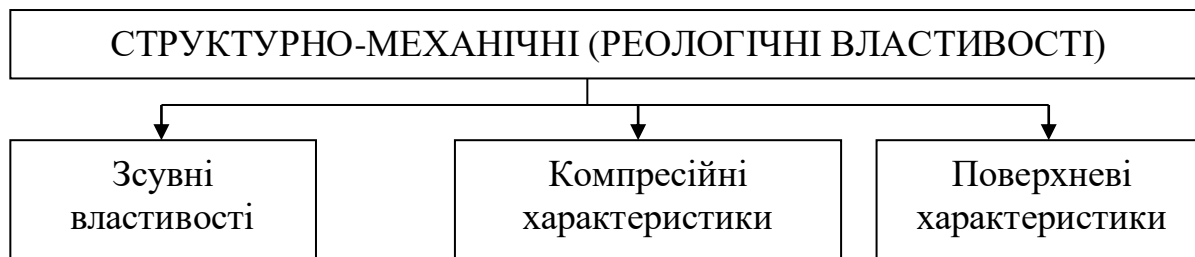 СТРУКТУРНО-МЕХАНІЧНІ (РЕОЛОГІЧНІ ВЛАСТИВОСТІ)
Зсувні
властивості
Компресійні
характеристики
Поверхневі
характеристики